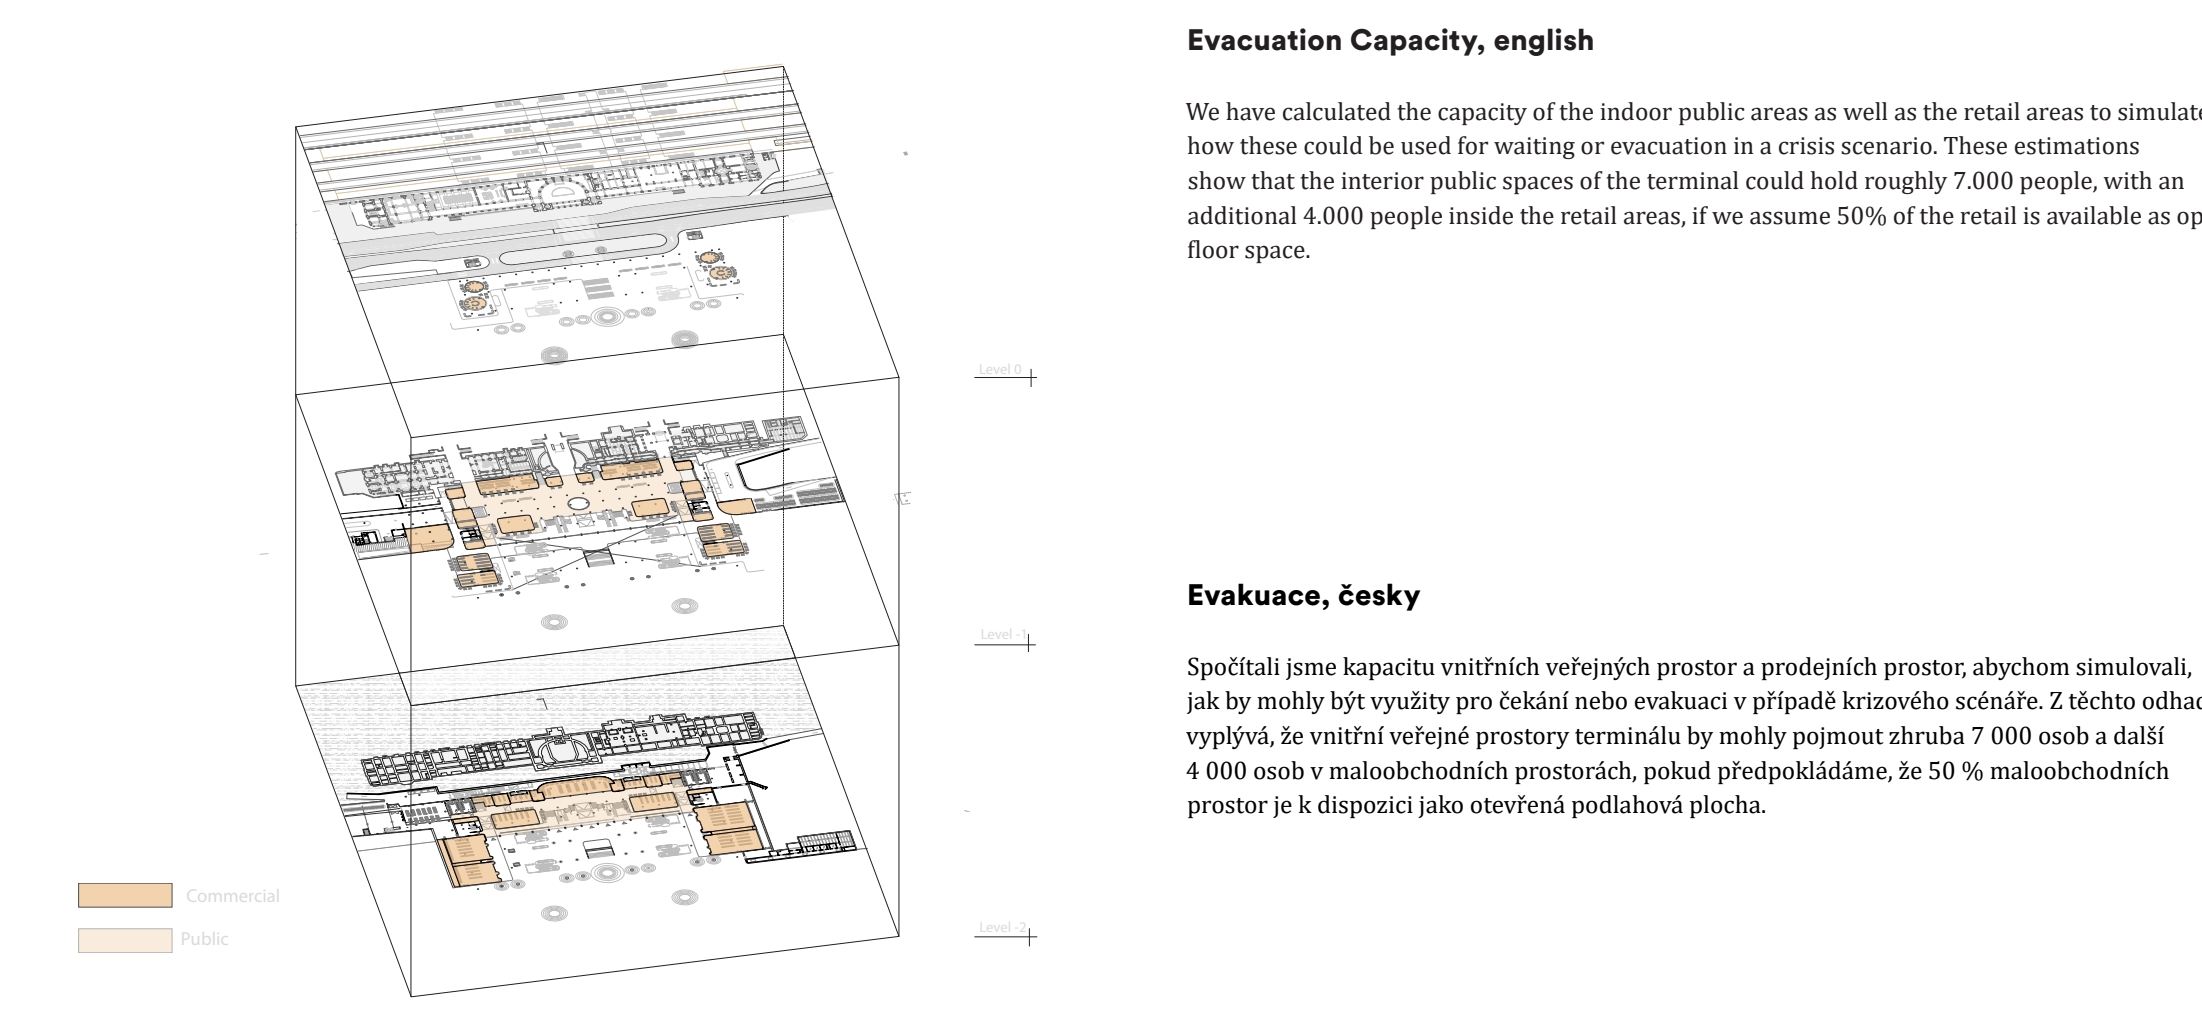 Evacuation Capacity, english
We have calculated the capacity of the indoor public areas as well as the retail areas to simulate
how these could be used for waiting or evacuation in a crisis scenario. These estimations
show that the interior public spaces of the terminal could hold roughly 7.000 people, with an
additional 4.000 people inside the retail areas, if we assume 50% of the retail is available as
floor space.
Level 0
Evakuace, česky
Level -1
Spočítali jsme kapacitu vnitřních veřejných prostor a prodejních prostor, abychom simulovali,
jak by mohly být využity pro čekání nebo evakuaci v případě krizového scénáře. Z těchto
vyplývá, že vnitřní veřejné prostory terminálu by mohly pojmout zhruba 7 000 osob a další
4 000 osob v maloobchodních prostorách, pokud předpokládáme, že 50 % maloobchodních
prostor je k dispozici jako otevřená podlahová plocha.
Commercial
Public
Level -2